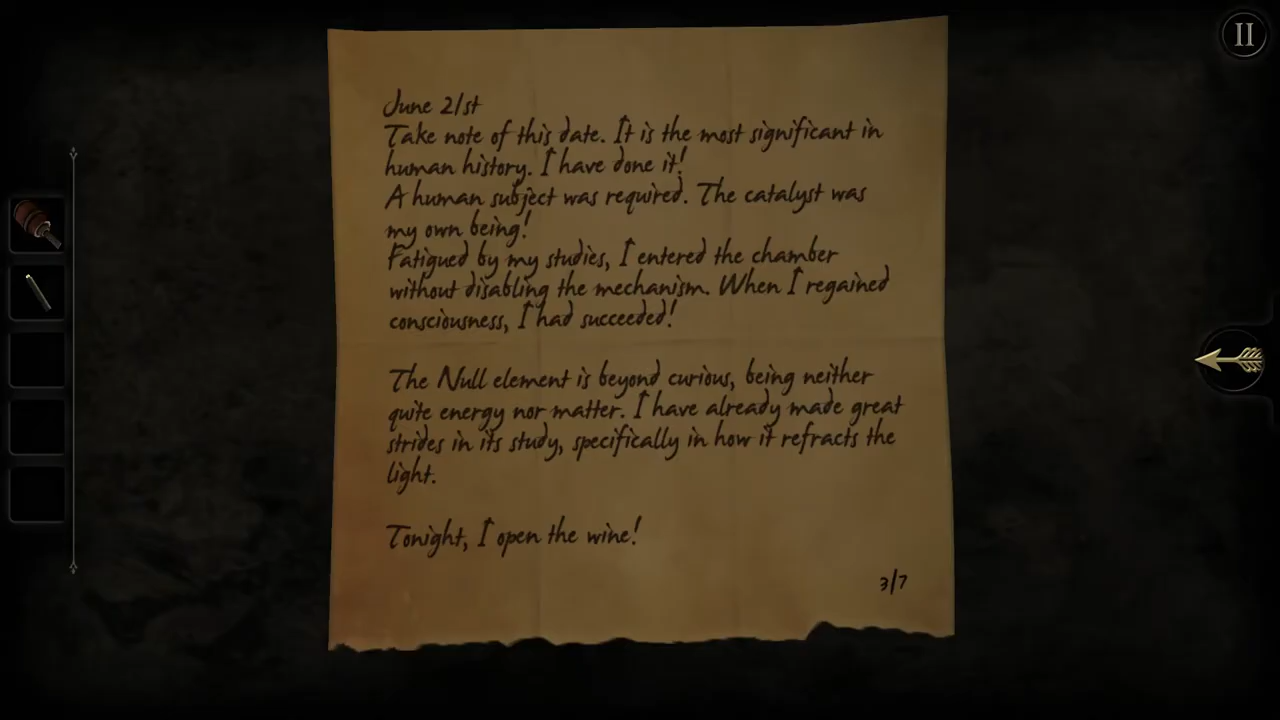 June 21st
Take note of this date. It is the most significant in
human history. I have done it!
A human subject was required. The catalyst was
my own being!
Fatigued by my studies, I entered the chamber
without disabling the mechanism. When I regained
consciousness, I had succeeded!
The Null element is beyond curious, being neither
quite energy nor matter. I have already made great
strides in its study, specifically in how it refracts the
light.
Tonight, I open the wine!
3/7